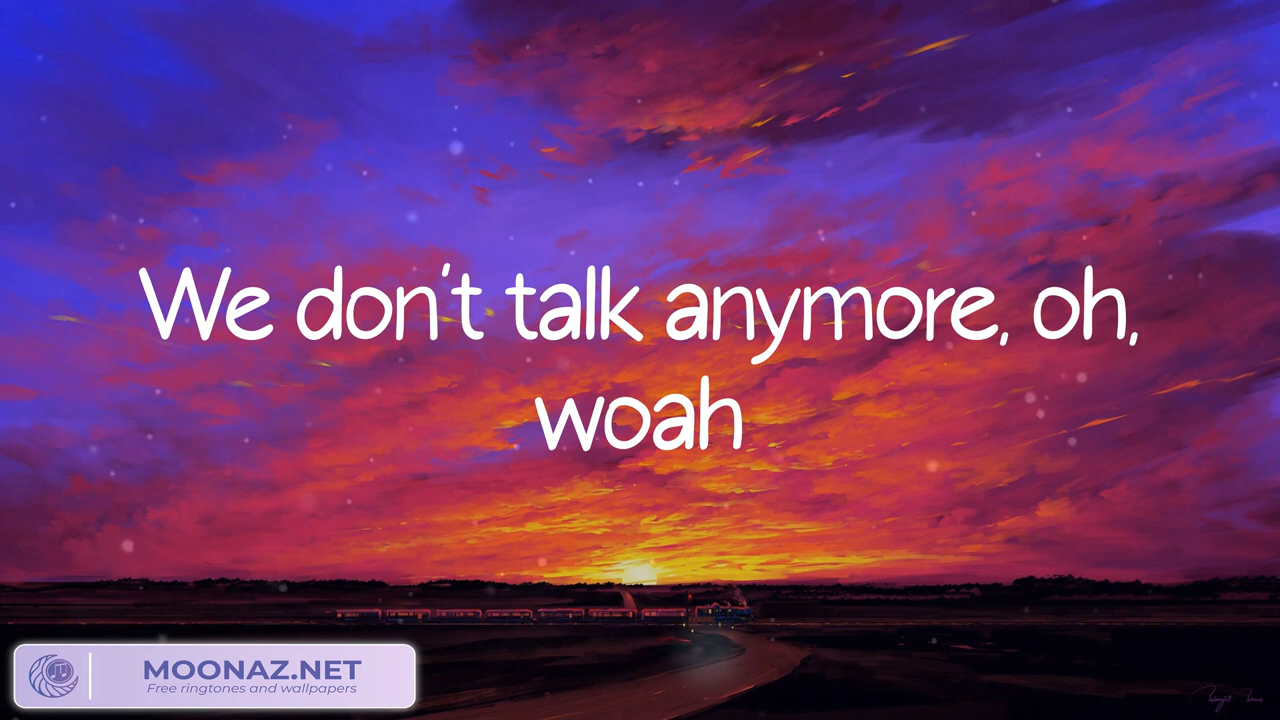 We don't talk anymore, oh,
woah
MOONAZ.NET
Free ringtones and wallpapers